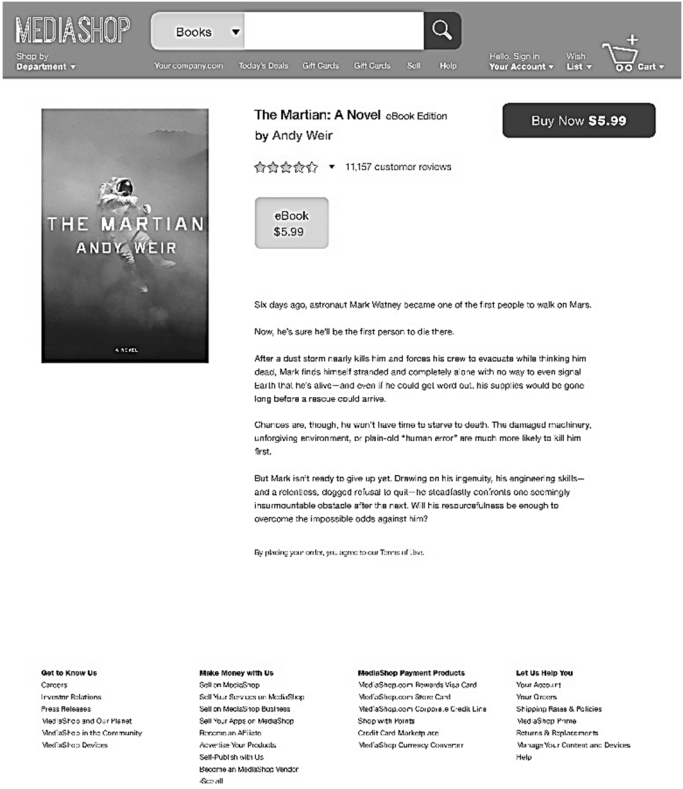 MEDIASHOP
Books
Shop by
Department
Your company.com Today's Deals Gift Cards Gift Cards Sell Help
Hello, Sign in
Your Account
Wish
List
Cart
The Martian: A Novel eBook Edition
by Andy Weir
Buy Now $5.99
11,157 customer reviews
eBook
$5.99
THE MARTIAN
ANDY WEIR
A NOVEL
Six days ago, astronaut Mark Watney became one of the first people to walk on Mars.
Now, he's sure he'll be the first person to die there.
After a dust storm nearly kills him and forces his crew to evacuate while thinking him
dead, Mark finds himself stranded and completely alone with no way to even signal
Earth that he's alive—and even if he could get word out, his supplies would be gone
long before a rescue could arrive.
Chances are, though, he won't have time to starve to death. The damaged machinery,
unforgiving environment, or plain-old "human error" are much more likely to kill him
first.
But Mark isn't ready to give up yet. Drawing on his ingenuity, his engineering skills—
and a relentless, dogged refusal to quit—he steadfastly confronts one seemingly
insurmountable obstacle after the next. Will his resourcefulness be enough to
overcome the impossible odds against him?
By placing your order, you agree to our Terms of Use.
Get to Know Us
Careers
Investor Relations
Press Releases
MediaShop and Our Planet
MediaShop in the Community
MediaShop Devices
Make Money with Us
Sell on MediaShop
Sell Your Services on MediaShop
Sell on MediaShop Business
Sell Your Apps on MediaShop
Become an Affiliate
Advertise Your Products
Self-Publish with Us
Become an MediaShop Vendor
›See all
MediaShop Payment Products
MediaShop.com Rewards Visa Card
MediaShop.com Store Card
MediaShop.com Corporate Credit Line
Shop with Points
Credit Card Marketplace
MediaShop Currency Converter
Let Us Help You
Your Account
Your Orders
Shipping Rates & Policies
MediaShop Prime
Returns & Replacements
Manage Your Content and Devices
Help